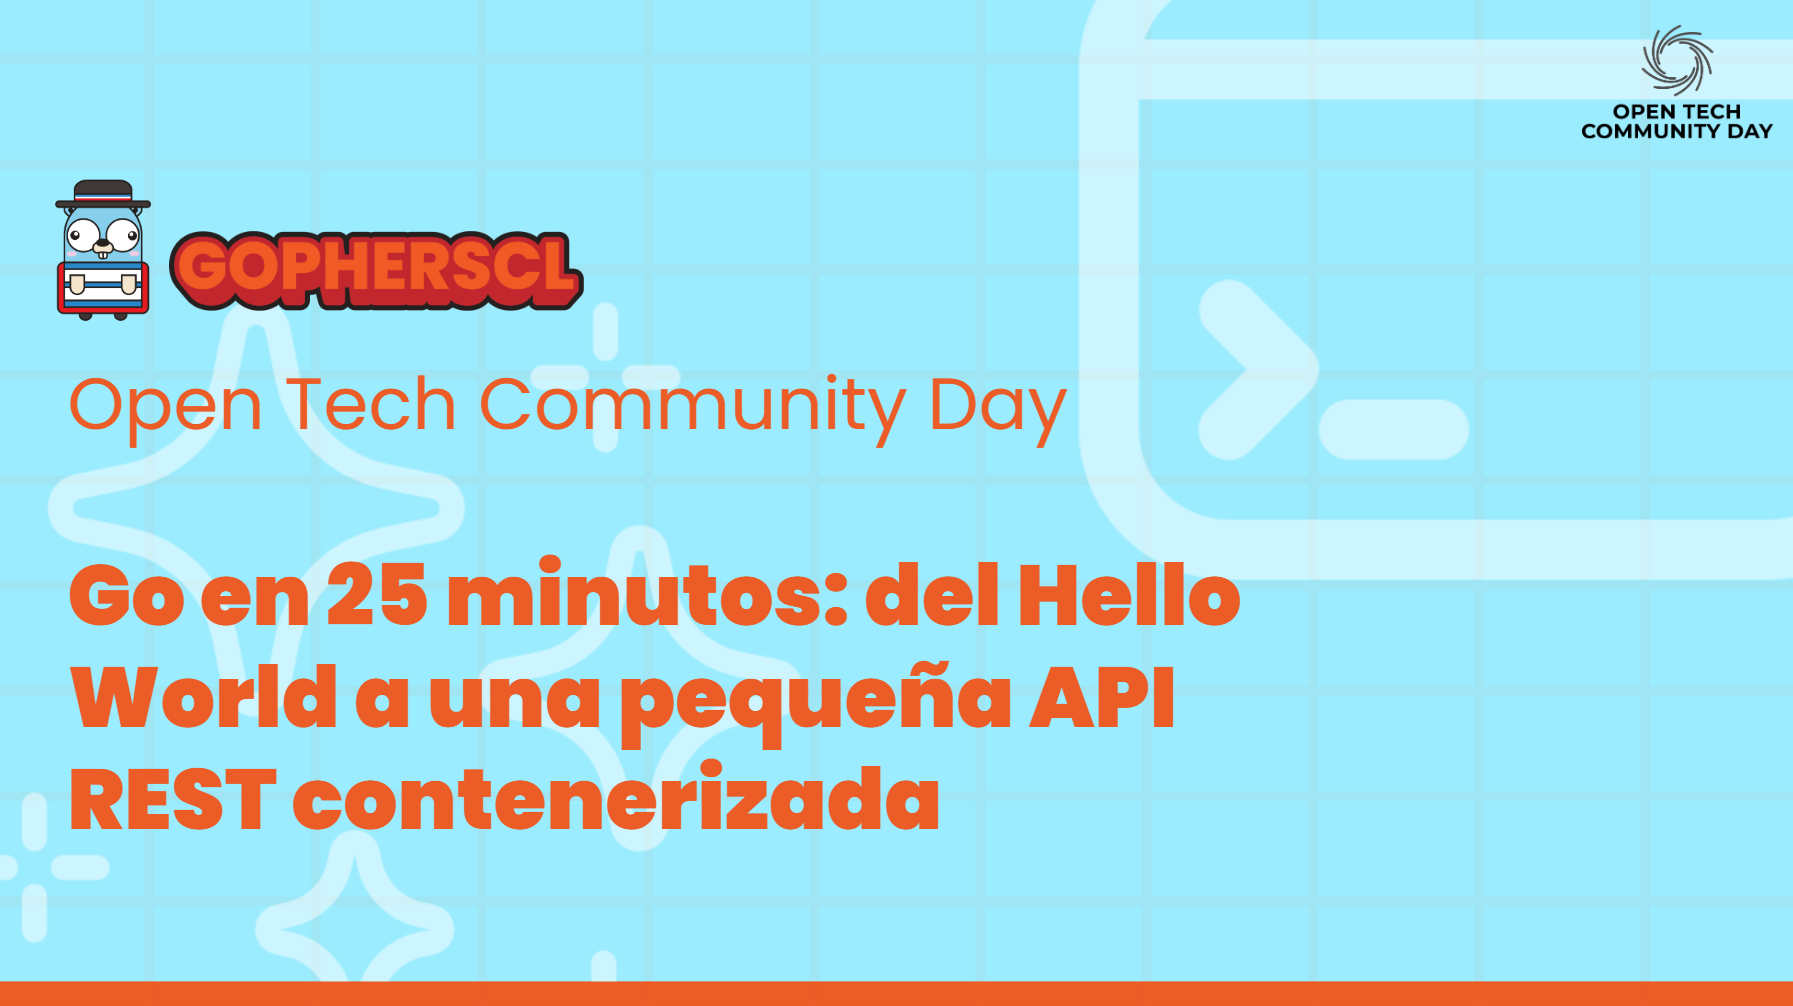 OPEN TECH
COMMUNITY DAY
GOPHERSCL
Open Tech Community Day
Go en 25 minutos: del Hello
World a una pequeña API
REST contenerizada